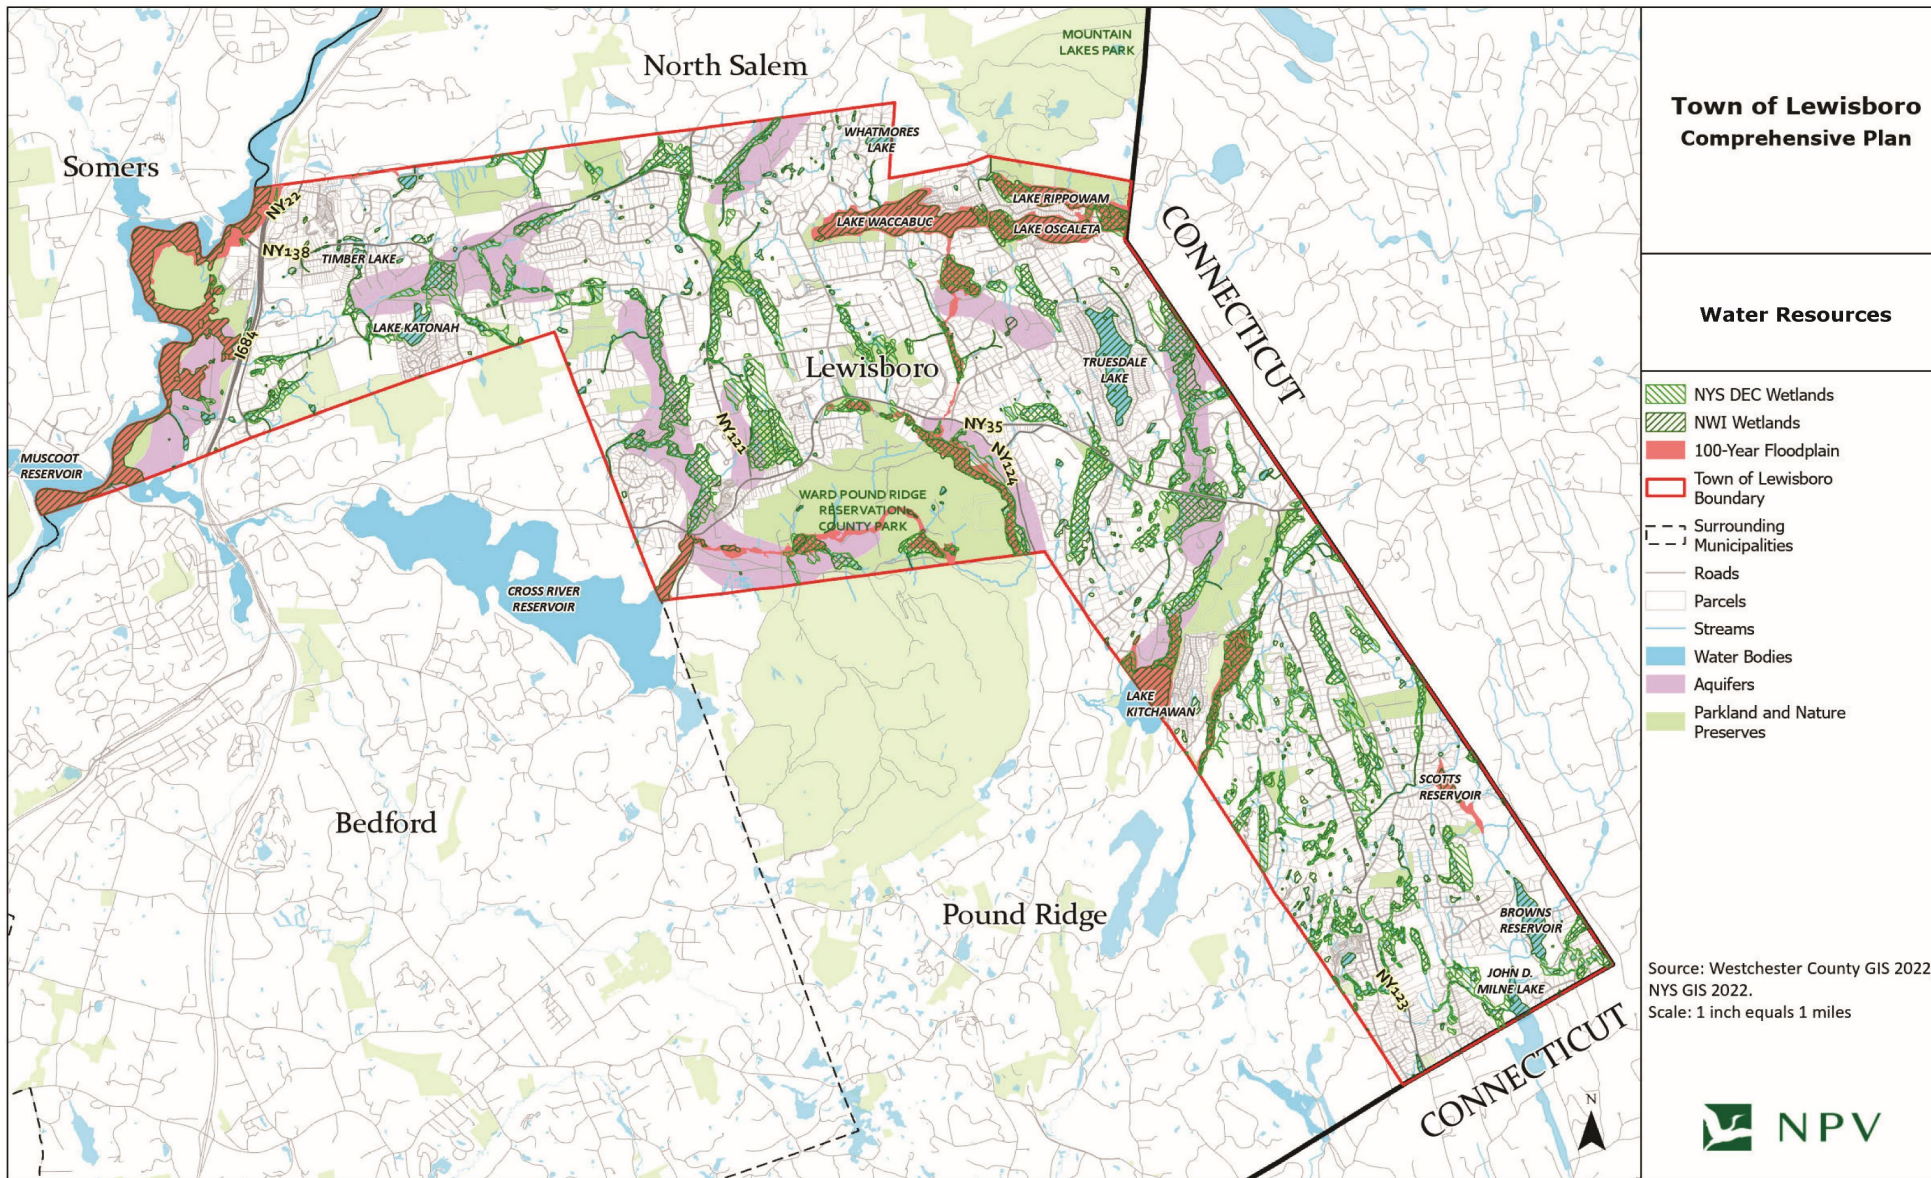 MOUNTAIN
LAKES PARK
North Salem
Somers
WHATMORES
LAKE
NY22
NY138
TIMBER LAKE
LAKE RIPPOWAM
LAKE WACCABUC
LAKE OSCALETA
CONNECTICUT
LAKE KATONAH
I684
Lewisboro
TRUESDALE
LAKE
NY121
NY35
NY124
MUSCOOT
RESERVOIR
WARD POUND RIDGE
RESERVATION
COUNTY PARK
CROSS RIVER
RESERVOIR
LAKE
KITCHAWAN
SCOTTS
RESERVOIR
Bedford
Pound Ridge
BROWNS
RESERVOIR
JOHN D.
MILNE LAKE
NY123
CONNECTICUT
N
Town of Lewisboro
Comprehensive Plan
Water Resources
NYS DEC Wetlands
NWI Wetlands
100-Year Floodplain
Town of Lewisboro
Boundary
Surrounding
Municipalities
Roads
Parcels
Streams
Water Bodies
Aquifers
Parkland and Nature
Preserves
Source: Westchester County GIS 2022
NYS GIS 2022.
Scale: 1 inch equals 1 miles
NPV